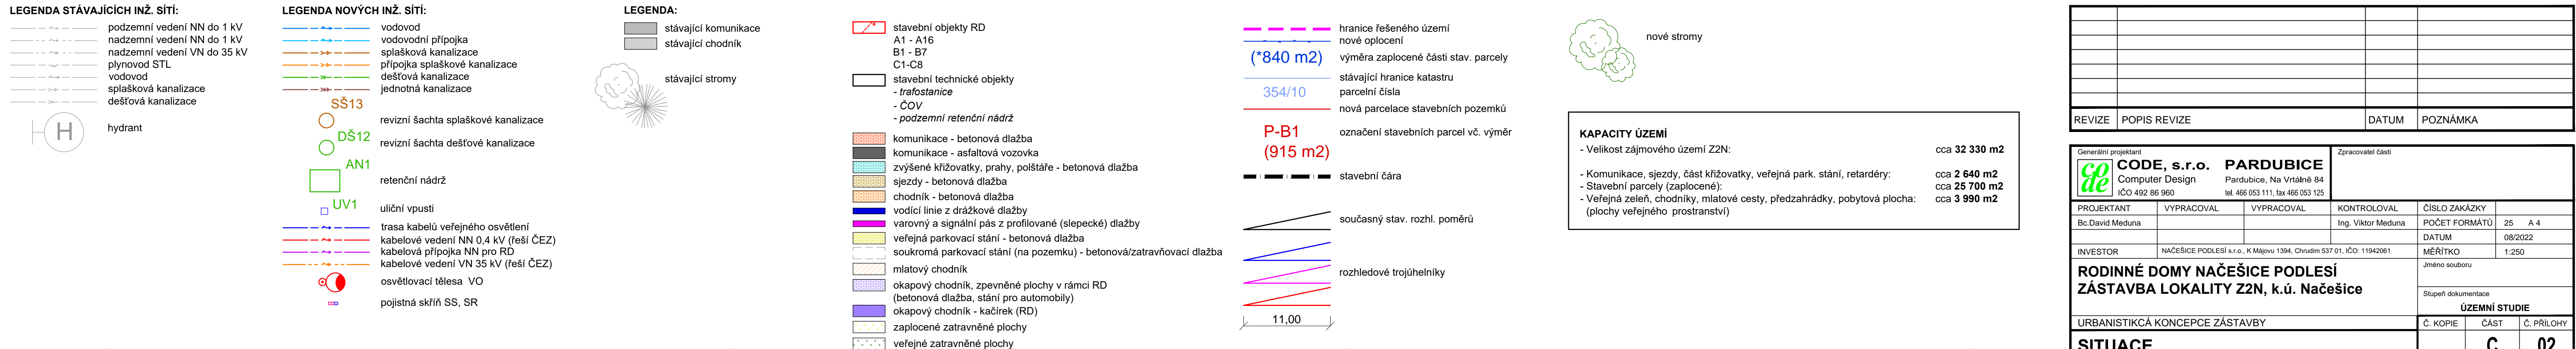 LEGENDA STÁVAJÍCÍCH INŽ. SÍTÍ:
podzemní vedení NN do 1 kV
nadzemní vedení NN do 1 kV
nadzemní vedení VN do 35 kV
plynovod STL
vodovod
splašková kanalizace
dešťová kanalizace
H
hydrant
LEGENDA NOVÝCH INŽ. SÍTÍ:
vodovod
vodovodní přípojka
splašková kanalizace
přípojka splaškové kanalizace
dešťová kanalizace
jednotná kanalizace
SŠ13
revizní šachta splaškové kanalizace
DŠ12
revizní šachta dešťové kanalizace
AN1
retenční nádrž
UV1
uliční vpusti
trasa kabelů veřejného osvětlení
kabelové vedení NN 0,4 kV (řeší ČEZ)
kabelová přípojka NN pro RD
kabelové vedení VN 35 kV (řeší ČEZ)
osvětlovací tělesa VO
pojistná skříň SS, SR
LEGENDA:
stávající komunikace
stávající chodník
stávající stromy
stavební objekty RD
A1 - A16
B1 - B7
C1-C8
stavební technické objekty
- trafostanice
- ČOV
- podzemní retenční nádrž
komunikace - betonová dlažba
komunikace - asfaltová vozovka
zvýšené křižovatky, prahy, polštáře - betonová dlažba
sjezdy - betonová dlažba
chodník - betonová dlažba
vodící linie z drážkové dlažby
varovný a signální pás z profilované (slepecké) dlažby
veřejná parkovací stání - betonová dlažba
soukromá parkovací stání (na pozemku) - betonová/zatravňovací dlažba
mlatový chodník
okapový chodník, zpevněné plochy v rámci RD
(betonová dlažba, stání pro automobily)
okapový chodník - kačírek (RD)
zaplocené zatravněné plochy
veřejné zatravněné plochy
hranice řešeného území
nové oplocení
(*840 m2) výměra zaplocené části stav. parcely
stávající hranice katastru
354/10 parcelní čísla
nová parcelace stavebních pozemků
P-B1
(915 m2)
označení stavebních parcel vč. výměr
stavební čára
současný stav. rozhl. poměrů
rozhledové trojúhelníky
11,00
nové stromy
KAPACITY ÚZEMÍ
- Velikost zájmového území Z2N: cca 32 330 m2
- Komunikace, sjezdy, část křižovatky, veřejná park. stání, retardéry: cca 2 640 m2
- Stavební parcely (zaplocené): cca 25 700 m2
- Veřejná zeleň, chodníky, mlatové cesty, předzahrádky, pobytová plocha: cca 3 990 m2
(plochy veřejného prostranství)
REVIZE POPIS REVIZE DATUM POZNÁMKA
Generální projektant
Zpracovatel části
code
CODE, s.r.o. PARDUBICE
Computer Design Pardubice, Na Vrtálně 84
IČO 492 86 960 tel. 466 053 111, fax 466 053 125
PROJEKTANT VYPRACOVAL VYPRACOVAL KONTROLOVAL ČÍSLO ZAKÁZKY
Bc.David Meduna Ing. Viktor Meduna POČET FORMÁTŮ 25 A 4
DATUM 08/2022
INVESTOR NAČEŠICE PODLESÍ s.r.o., K Májovu 1394, Chrudim 537 01, IČO: 11942061 MĚŘÍTKO 1:250
RODINNÉ DOMY NAČEŠICE PODLESÍ
ZÁSTAVBA LOKALITY Z2N, k.ú. Načešice
Jméno souboru
Stupeň dokumentace
ÚZEMNÍ STUDIE
URBANISTIKCÁ KONCEPCE ZÁSTAVBY
Č. KOPIE ČÁST Č. PŘÍLOHY
SITUACE
C 02